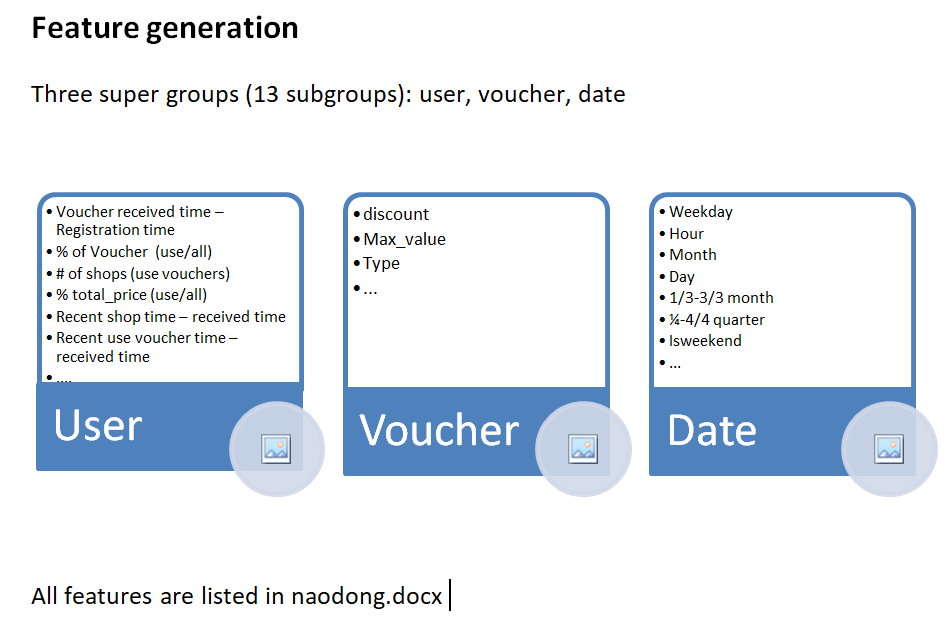 Feature generation
Three super groups (13 subgroups): user, voucher, date
• Voucher received time –
Registration time
• % of Voucher  (use/all)
• # of shops (use vouchers)
• % total_price (use/all)
• Recent shop time – received time
• Recent use voucher time –
received time
• ....
User
• discount
• Max_value
• Type
• ...
Voucher
• Weekday
• Hour
• Month
• Day
• 1/3-3/3 month
• ¼-4/4 quarter
• Isweekend
• ...
Date
All features are listed in naodong.docx